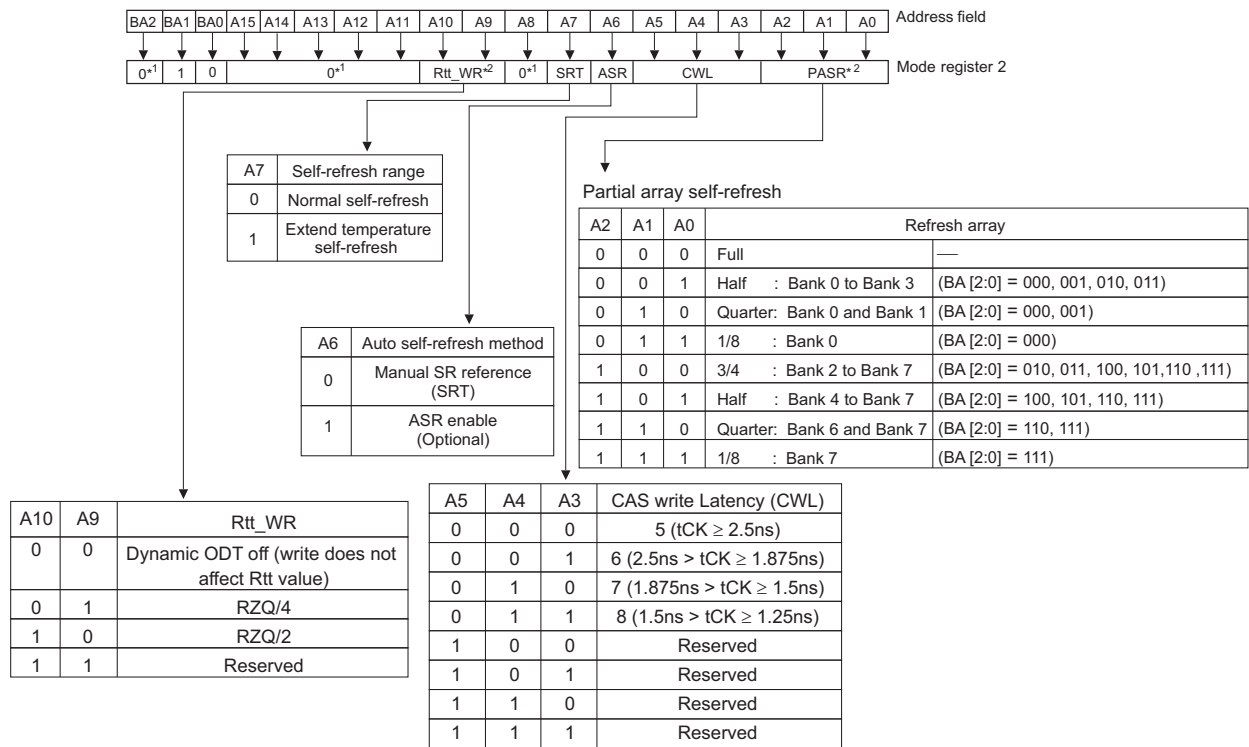 BA2 BA1 BA0 A15 A14 A13 A12 A11 A10 A9 A8 A7 A6 A5 A4 A3 A2 A1 A0 Address field
0*1 1 0 0*1 Rtt_WR*2 0*1 SRT ASR CWL PASR*2 Mode register 2
A7 Self-refresh range
0 Normal self-refresh
1 Extend temperature
self-refresh
Partial array self-refresh
A2 A1 A0 Refresh array
0 0 0 Full —
0 0 1 Half : Bank 0 to Bank 3 (BA [2:0] = 000, 001, 010, 011)
0 1 0 Quarter: Bank 0 and Bank 1 (BA [2:0] = 000, 001)
0 1 1 1/8 : Bank 0 (BA [2:0] = 000)
1 0 0 3/4 : Bank 2 to Bank 7 (BA [2:0] = 010, 011, 100, 101,110 ,111)
1 0 1 Half : Bank 4 to Bank 7 (BA [2:0] = 100, 101, 110, 111)
1 1 0 Quarter: Bank 6 and Bank 7 (BA [2:0] = 110, 111)
1 1 1 1/8 : Bank 7 (BA [2:0] = 111)
A6 Auto self-refresh method
0 Manual SR reference
(SRT)
1 ASR enable
(Optional)
A10 A9 Rtt_WR
0 0 Dynamic ODT off (write does not
affect Rtt value)
0 1 RZQ/4
1 0 RZQ/2
1 1 Reserved
A5 A4 A3 CAS write Latency (CWL)
0 0 0 5 (tCK ≥ 2.5ns)
0 0 1 6 (2.5ns > tCK ≥ 1.875ns)
0 1 0 7 (1.875ns > tCK ≥ 1.5ns)
0 1 1 8 (1.5ns > tCK ≥ 1.25ns)
1 0 0 Reserved
1 0 1 Reserved
1 1 0 Reserved
1 1 1 Reserved